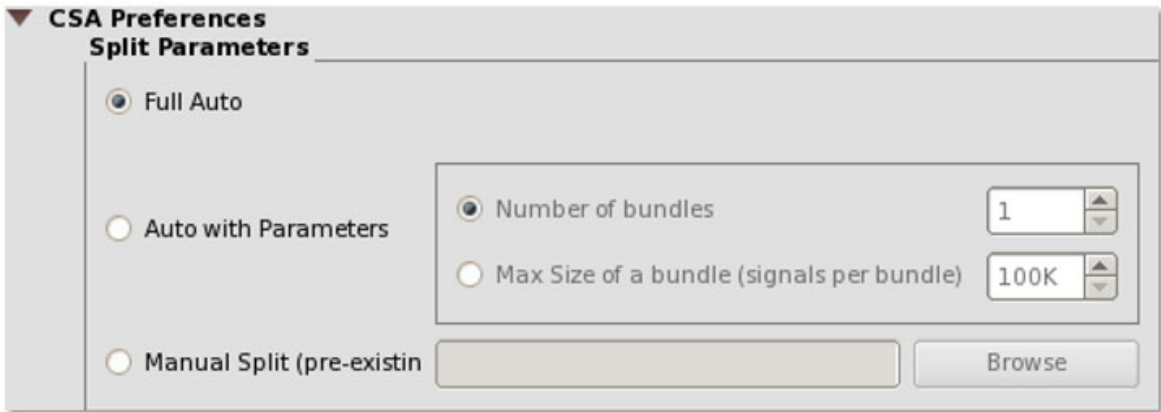 CSA Preferences
Split Parameters
Full Auto
Auto with Parameters
Number of bundles
1
Max Size of a bundle (signals per bundle)
100K
Manual Split (pre-existin
Browse